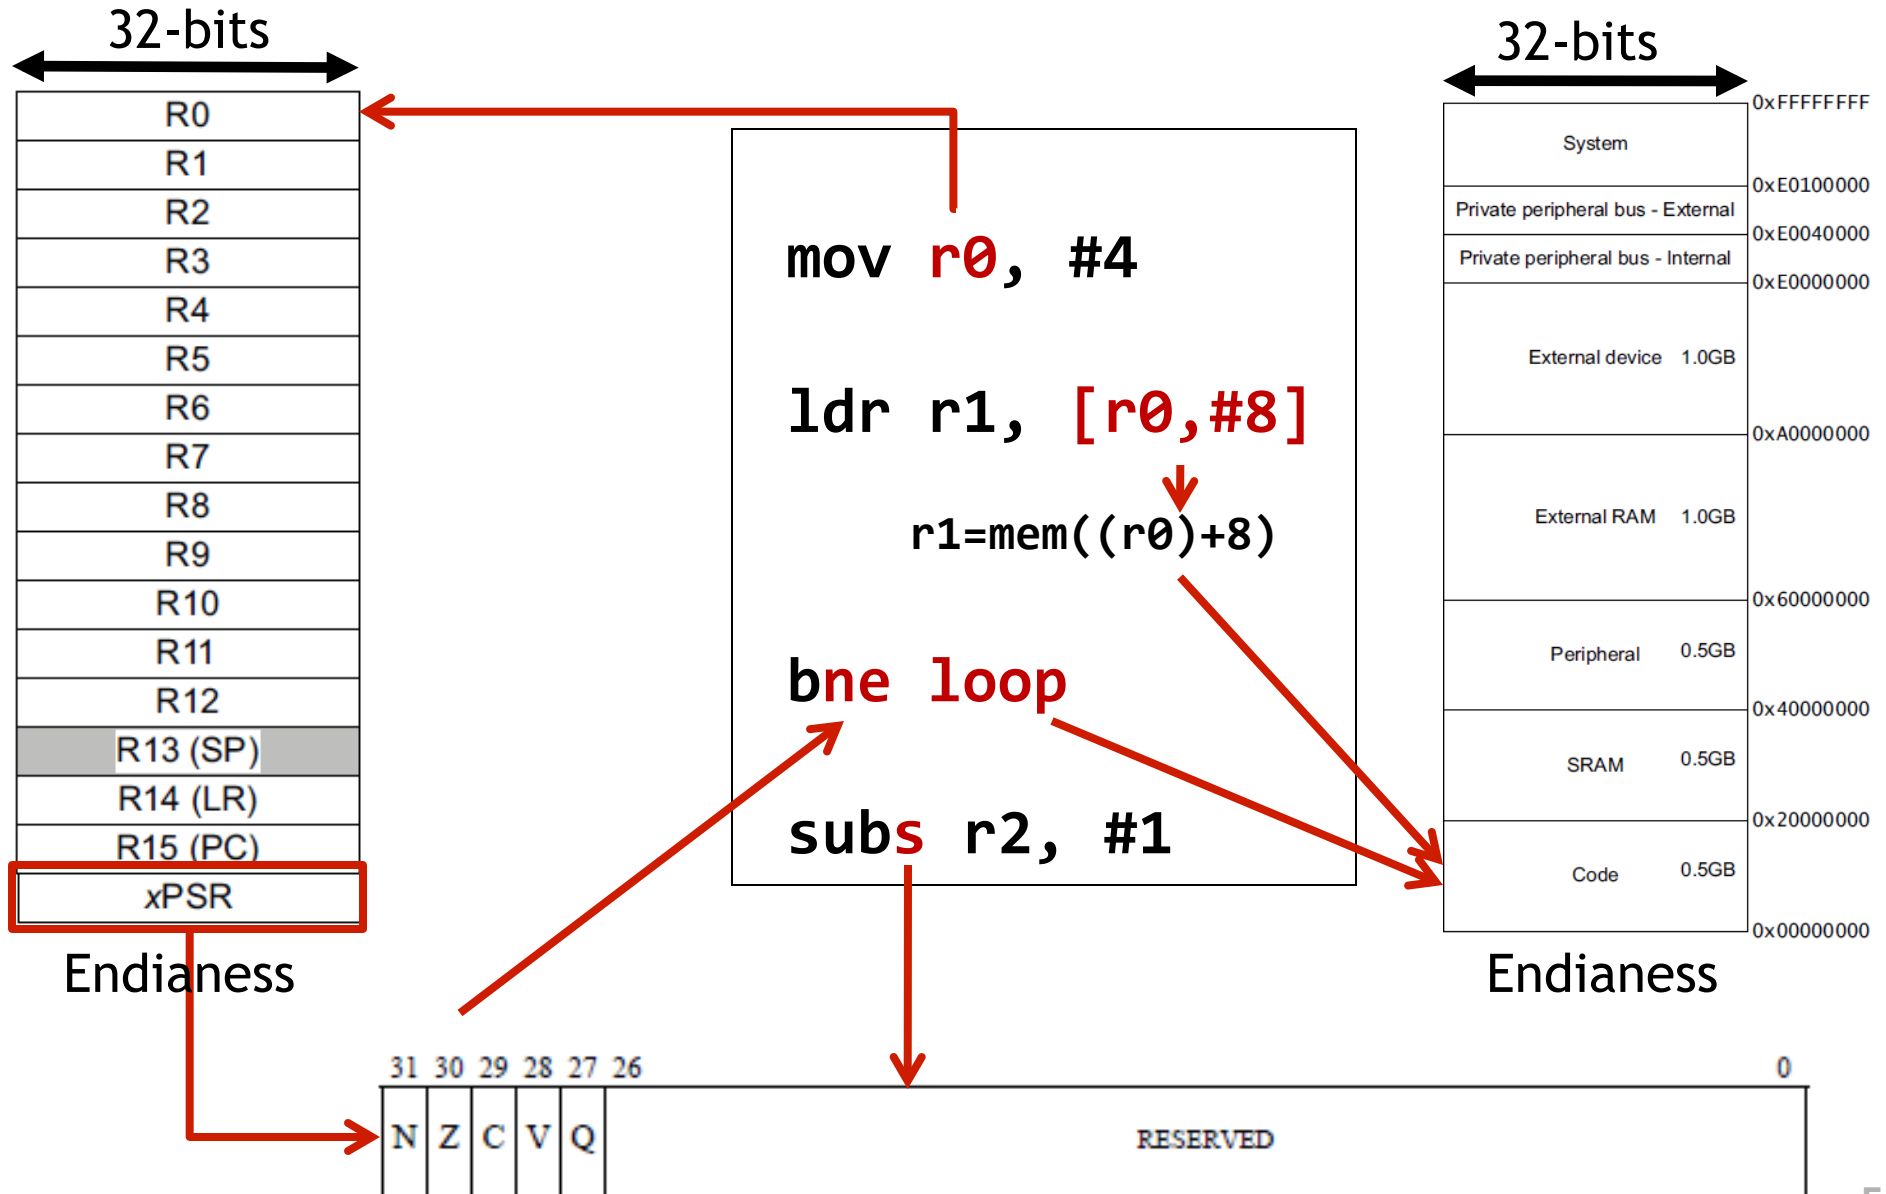 32-bits
R0
R1
R2
R3
R4
R5
R6
R7
R8
R9
R10
R11
R12
R13 (SP)
R14 (LR)
R15 (PC)
xPSR
Endianess
mov r0, #4
ldr r1, [r0,#8]
r1=mem((r0)+8)
bne loop
subs r2, #1
32-bits
0xFFFFFFFF
System
0xE0100000
Private peripheral bus - External
0xE0040000
Private peripheral bus - Internal
0xE0000000
External device 1.0GB
0xA0000000
External RAM 1.0GB
0x60000000
Peripheral 0.5GB
0x40000000
SRAM 0.5GB
0x20000000
Code 0.5GB
0x00000000
Endianess
31 30 29 28 27 26 0
N Z C V Q RESERVED